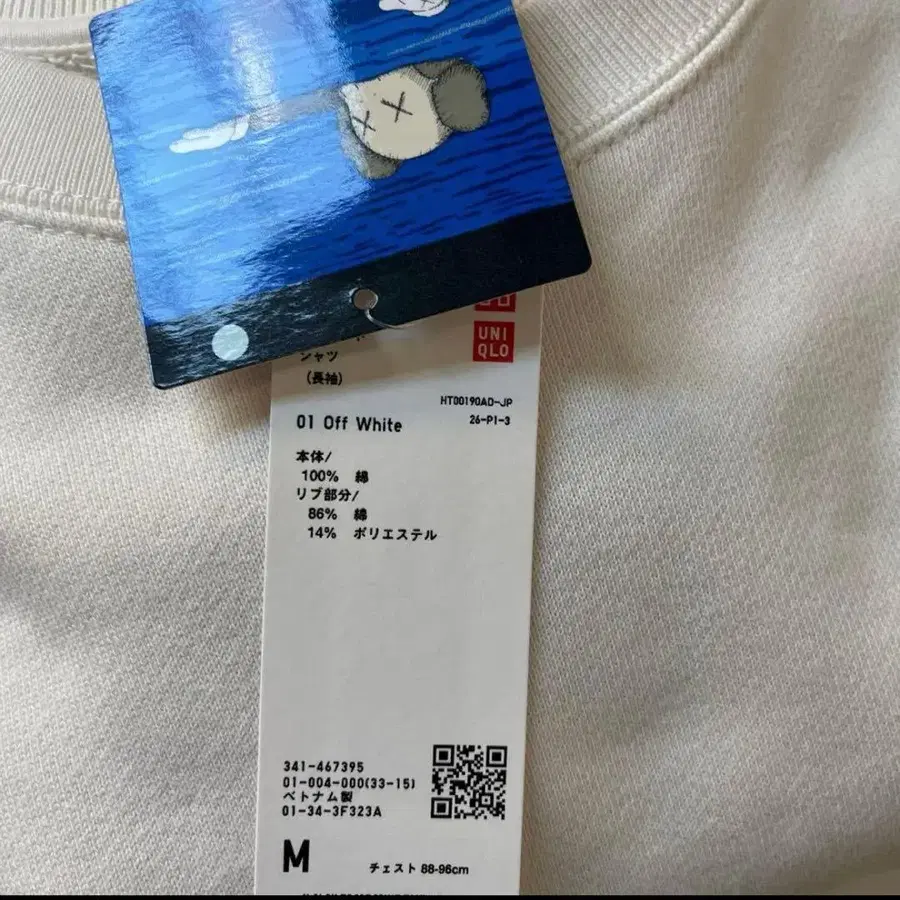 UNI
QLO
シャツ
(長袖)
HT00190AD-JP
01 Off White
26-P1-3
本体/
100% 綿
リブ部分/
86% 綿
14% ポリエステル
341-467395
01-004-000(33-15)
ベトナム製
01-34-3F323A
M
チェスト 88-96cm